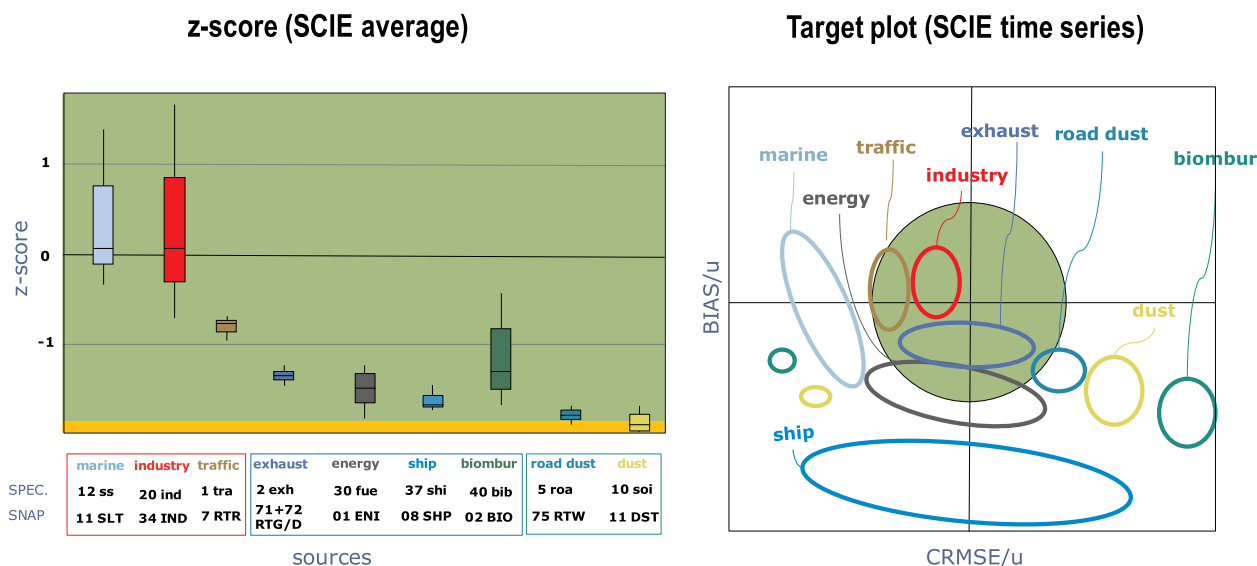 z-score (SCIE average)
Target plot (SCIE time series)
1
0
-1
z-score
marine industry traffic exhaust energy ship biombur road dust dust
SPEC. 12 ss 20 ind 1 tra 2 exh 30 fue 37 shi 40 bib 5 roa 10 soi
SNAP 11 SLT 34 IND 7 RTR 71+72 RTG/D 01 ENI 08 SHP 02 BIO 75 RTW 11 DST
sources
exhaust
road dust
traffic
marine
biombur
industry
energy
dust
ship
BIAS/u
CRMSE/u